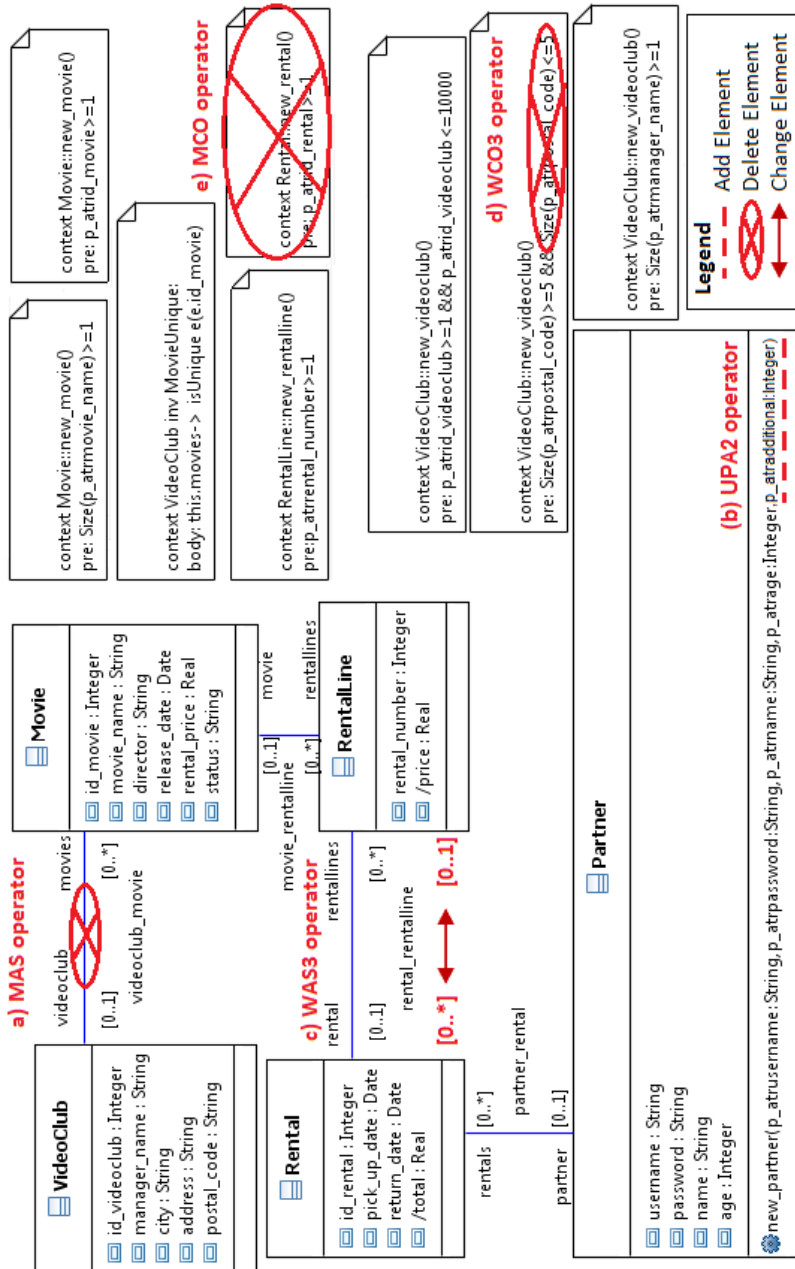 a) MAS operator
VideoClub
id_videoclub : Integer
manager_name : String
city : String
address : String
postal_code : String
videoclub
movies
[0..1]
[0..*]
videoclub_movie
Movie
id_movie : Integer
movie_name : String
director : String
release_date : Date
rental_price : Real
status : String
context Movie::new_movie()
pre: Size(p_atrmovie_name)>=1
context Movie::new_movie()
pre: p_atrid_movie>=1
context VideoClub inv MovieUnique:
body: this.movies-> isUnique e(e.id_movie)
e) MCO operator
context RentalLine::new_rentalline()
pre:p_atrrental_number>=1
context Rental::new_rental()
pre: p_atrid_rental>=1
[0..1]
movie
movie_rentalline
[0..*]
rentallines
c) WAS3 operator
Rental
id_rental : Integer
pick_up_date : Date
return_date : Date
/total : Real
rental
rentallines
[0..1]
[0..*]
rental_rentalline
[0..*]
[0..1]
RentalLine
rental_number : Integer
/price : Real
context VideoClub::new_videoclub()
pre: p_atrid_videoclub>=1 && p_atrid_videoclub<=10000
d) WCO3 operator
context VideoClub::new_videoclub()
pre: Size(p_atrpostal_code)>=5 && Size(p_atrpostal_code)<=5
rentals
[0..*]
partner_rental
partner
[0..1]
Partner
username : String
password : String
name : String
age : Integer
(b) UPA2 operator
new_partner(p_atrusername:String,p_atrpassword:String,p_atrname:String,p_atrage:Integer,p_atradditional:Integer)
context VideoClub::new_videoclub()
pre: Size(p_atrmanager_name)>=1
Legend
Add Element
Delete Element
Change Element